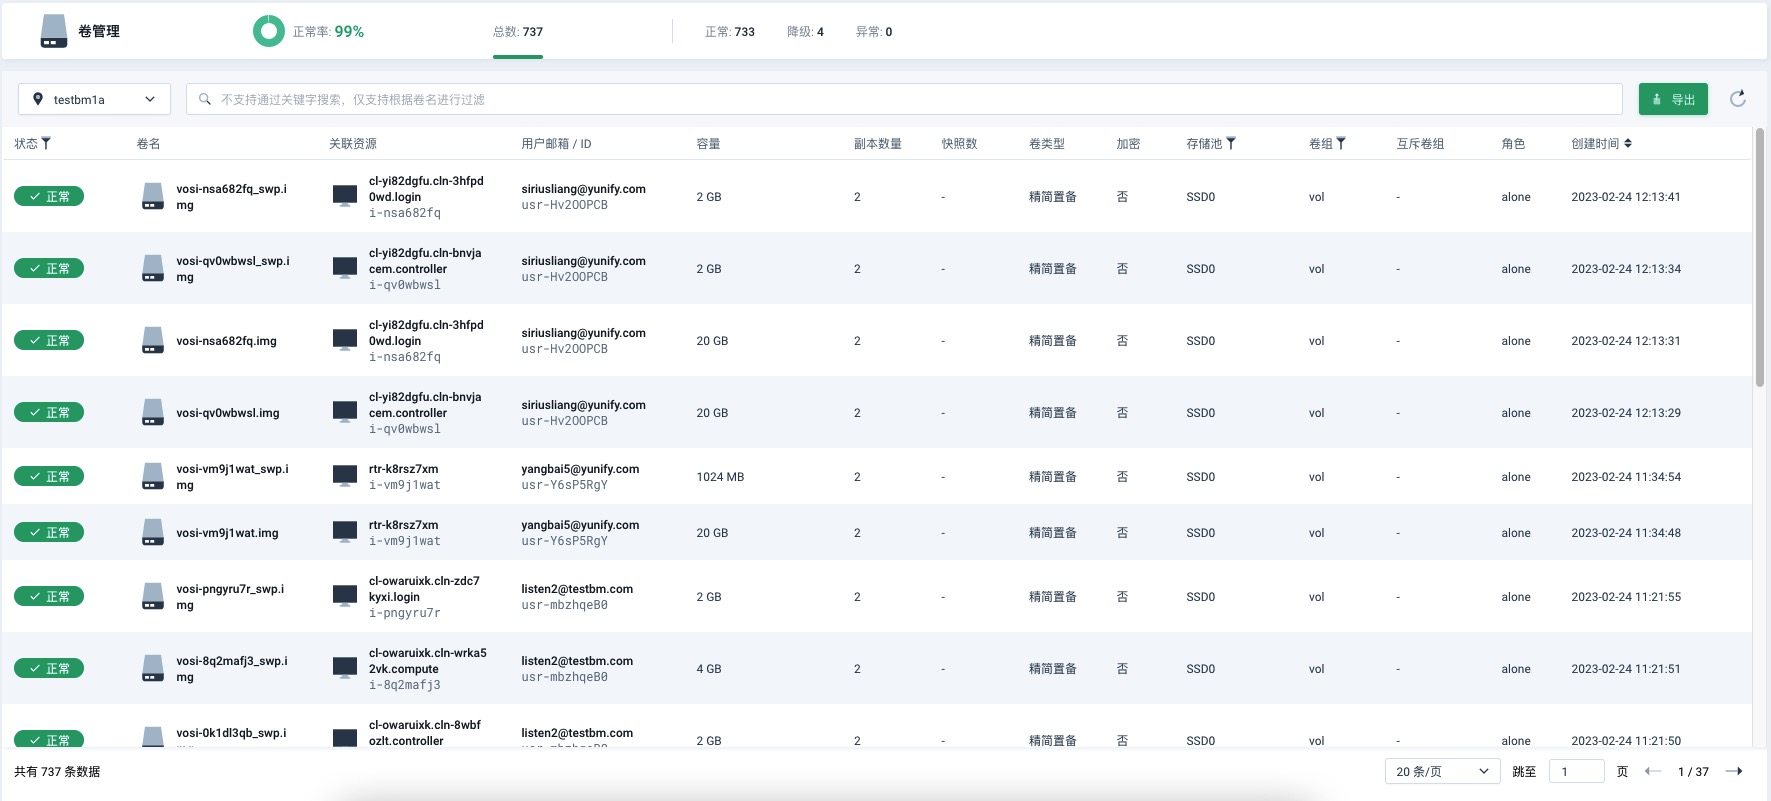 卷管理
正常率: 99%
总数: 737
正常: 733
降级: 4
异常: 0
testbm1a
不支持通过关键字搜索，仅支持根据卷名进行过滤
导出
状态 卷名 关联资源 用户邮箱 / ID 容量 副本数量 快照数 卷类型 加密 存储池 卷组 互斥卷组 角色 创建时间
正常 vosi-nsa682fq_swp.i
mg cl-yi82dgfu.cln-3hfpd
0wd.login
i-nsa682fq siriusliang@yunify.com
usr-Hv2OOPCB 2 GB 2 - 精简置备 否 SSD0 vol - alone 2023-02-24 12:13:41
正常 vosi-qv0wbwsl_swp.i
mg cl-yi82dgfu.cln-bnvja
cem.controller
i-qv0wbwsl siriusliang@yunify.com
usr-Hv2OOPCB 2 GB 2 - 精简置备 否 SSD0 vol - alone 2023-02-24 12:13:34
正常 vosi-nsa682fq.img cl-yi82dgfu.cln-3hfpd
0wd.login
i-nsa682fq siriusliang@yunify.com
usr-Hv2OOPCB 20 GB 2 - 精简置备 否 SSD0 vol - alone 2023-02-24 12:13:31
正常 vosi-qv0wbwsl.img cl-yi82dgfu.cln-bnvja
cem.controller
i-qv0wbwsl siriusliang@yunify.com
usr-Hv2OOPCB 20 GB 2 - 精简置备 否 SSD0 vol - alone 2023-02-24 12:13:29
正常 vosi-vm9j1wat_swp.i
mg rtr-k8rsz7xm
i-vm9j1wat yangbai5@yunify.com
usr-Y6sP5RgY 1024 MB 2 - 精简置备 否 SSD0 vol - alone 2023-02-24 11:34:54
正常 vosi-vm9j1wat.img rtr-k8rsz7xm
i-vm9j1wat yangbai5@yunify.com
usr-Y6sP5RgY 20 GB 2 - 精简置备 否 SSD0 vol - alone 2023-02-24 11:34:48
正常 vosi-pngyru7r_swp.i
mg cl-owaruixk.cln-zdc7
kyxi.login
i-pngyru7r listen2@testbm.com
usr-mbzhqeB0 2 GB 2 - 精简置备 否 SSD0 vol - alone 2023-02-24 11:21:55
正常 vosi-8q2mafj3_swp.i
mg cl-owaruixk.cln-wrka5
2vk.compute
i-8q2mafj3 listen2@testbm.com
usr-mbzhqeB0 4 GB 2 - 精简置备 否 SSD0 vol - alone 2023-02-24 11:21:51
正常 vosi-0k1dl3qb_swp.i
cl-owaruixk.cln-8wbf
ozlt.controller listen2@testbm.com
2 GB 2 - 精简置备 否 SSD0 vol - alone 2023-02-24 11:21:50
共有 737 条数据
20 条/页 跳至 1 页 1 / 37